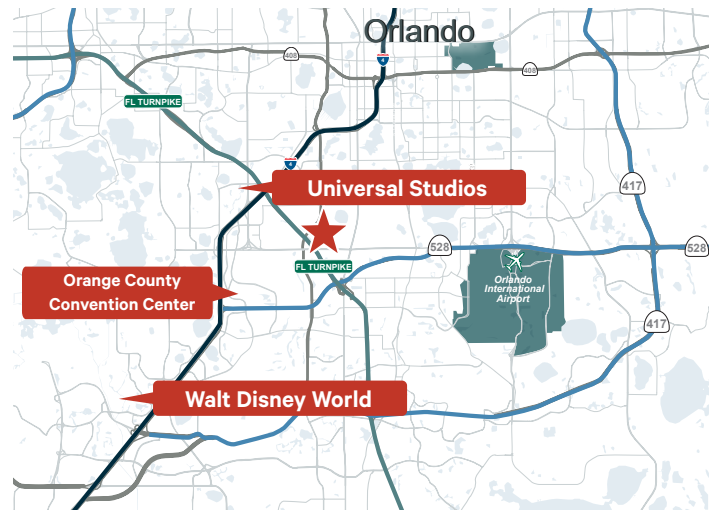 Orlando
408
4
408
FL TURNPIKE
4
417
Universal Studios
528
528
FL TURNPIKE
Orange County
Convention Center
Orlando
International
Airport
417
Walt Disney World